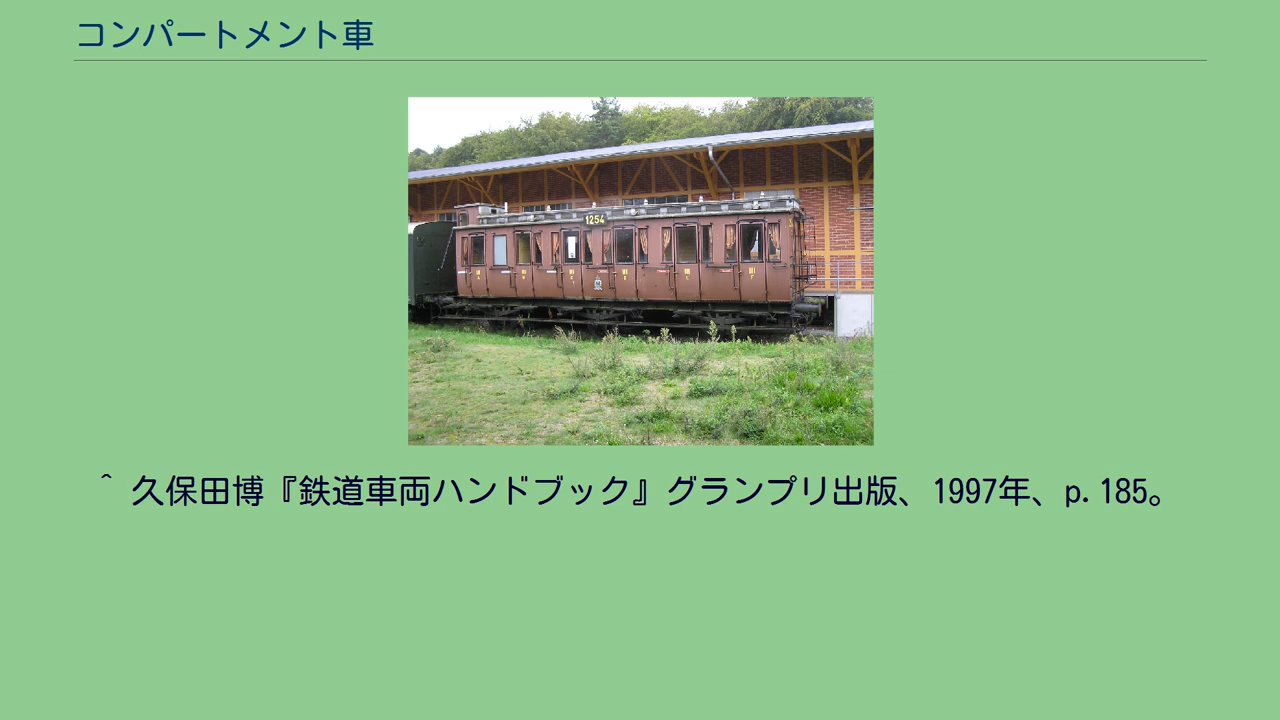 コンパートメント車
1254
^ 久保田博『鉄道車両ハンドブック』グランプリ出版、1997年、p.185。